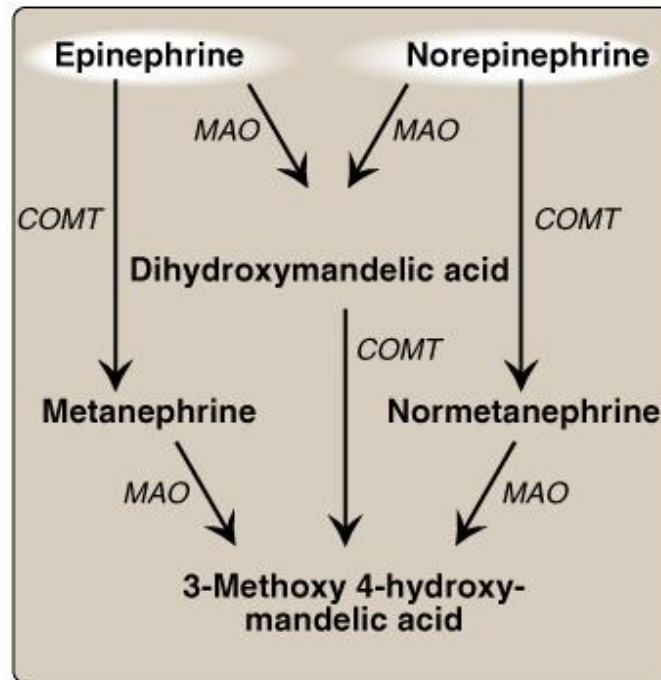 Epinephrine
Norepinephrine
MAO
MAO
COMT
COMT
Dihydroxymandelic acid
COMT
Metanephrine
Normetanephrine
MAO
MAO
3-Methoxy 4-hydroxy-
mandelic acid